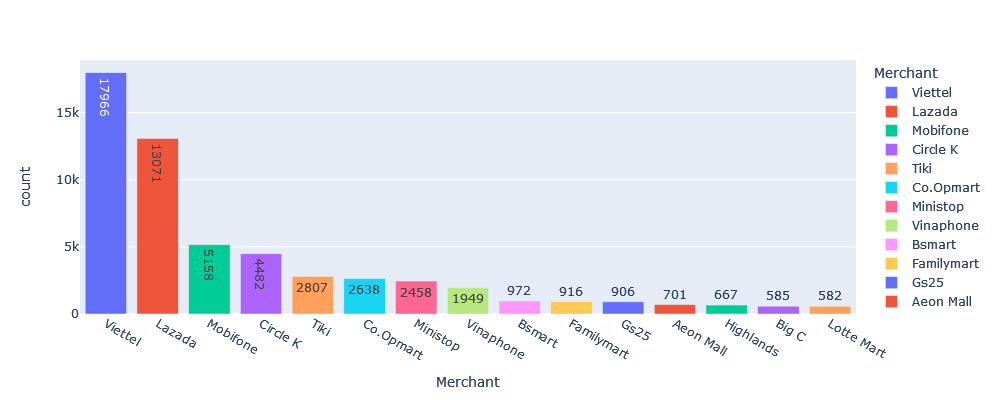 Merchant
Viettel
Lazada
Mobifone
Circle K
Tiki
Co.Opmart
Ministop
Vinaphone
Bsmart
Familymart
Gs25
Aeon Mall
count
15k
10k
5k
0
17966
13071
5158
4482
2807
2638
2458
1949
972
916
906
701
667
585
582
Viettel
Lazada
Mobifone
Circle K
Tiki
Co.Opmart
Ministop
Vinaphone
Bsmart
Familymart
Gs25
Aeon Mall
Highlands
Big C
Lotte Mart
Merchant